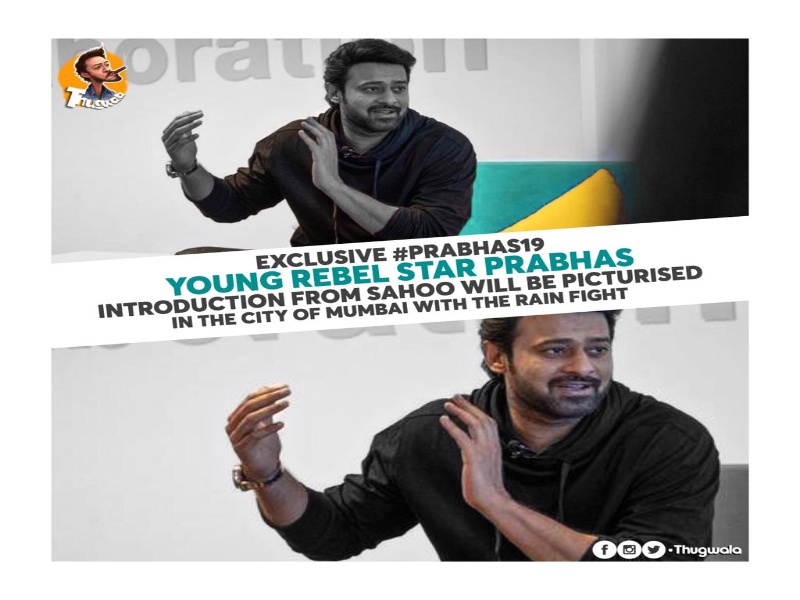 poration
EXCLUSIVE #PRABHAS19
YOUNG REBEL STAR PRABHAS
INTRODUCTION FROM SAHOO WILL BE PICTURISED
IN THE CITY OF MUMBAI WITH THE RAIN FIGHT
• Thugwala